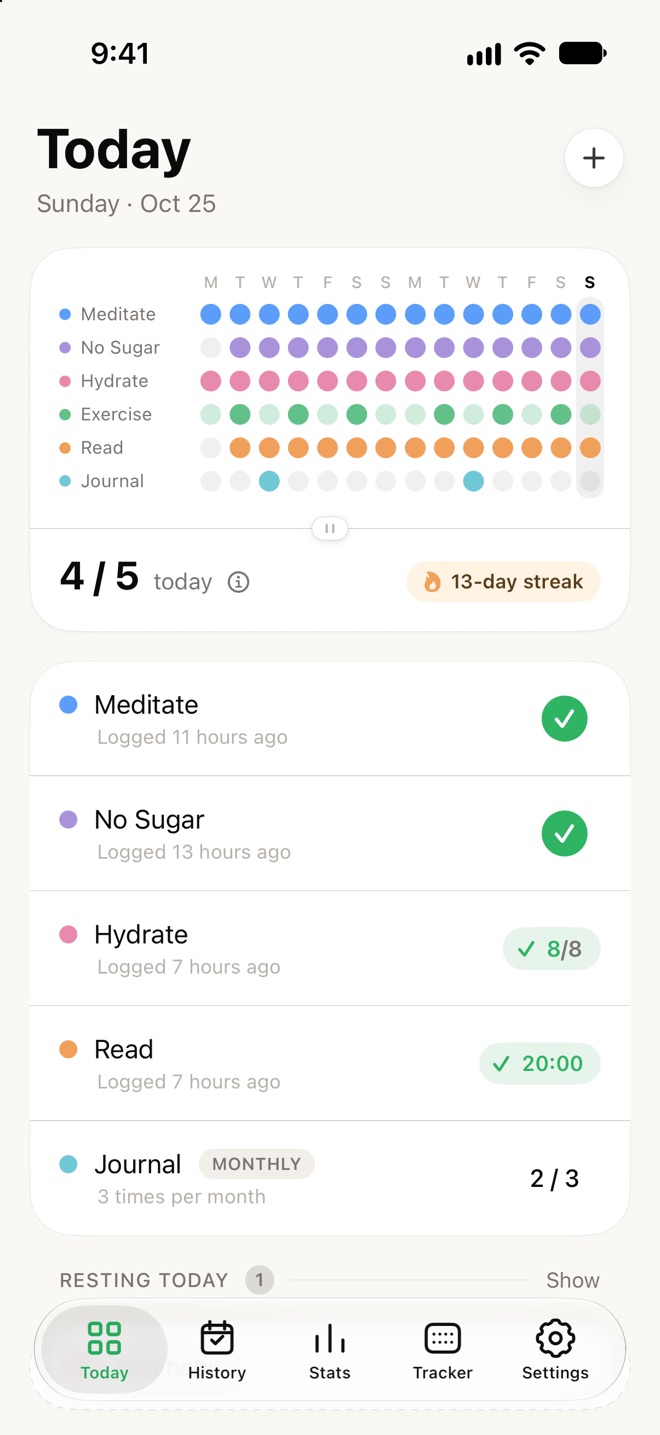 9:41
Today
Sunday · Oct 25
M T W T F S S M T W T F S S
Meditate
No Sugar
Hydrate
Exercise
Read
Journal
4 / 5 today
13-day streak
Meditate
Logged 11 hours ago
No Sugar
Logged 13 hours ago
Hydrate
Logged 7 hours ago
8/8
Read
Logged 7 hours ago
20:00
Journal MONTHLY
3 times per month
2 / 3
RESTING TODAY 1 Show
Today History Stats Tracker Settings